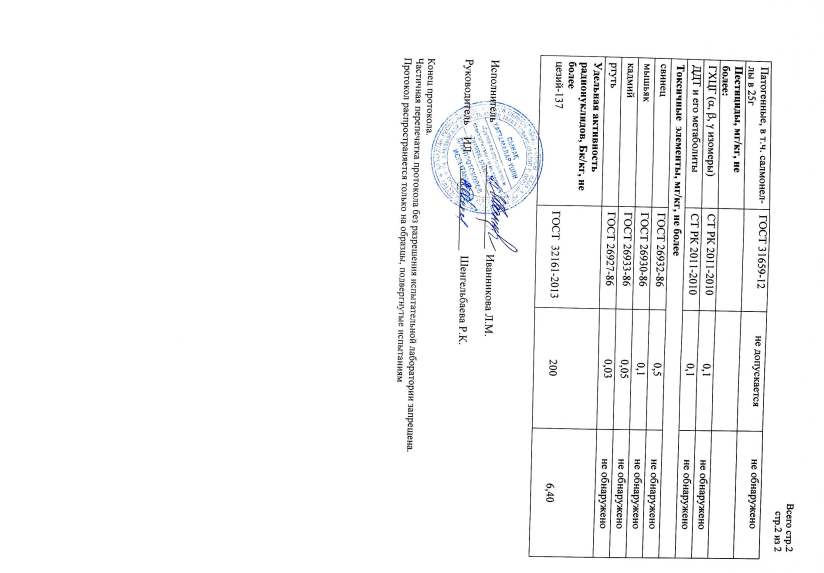 Всего стр.2
стр.2 из 2
Патогенные, в т.ч. салмонел-
лы в 25г
ГОСТ 31659-12
не допускается
не обнаружено
Пестициды, мг/кг, не
более:
ГХЦГ (α, β, γ изомеры)
СТ РК 2011-2010
0,1
не обнаружено
ДДТ и его метаболиты
СТ РК 2011-2010
0,1
не обнаружено
Токсичные элементы, мг/кг, не более
свинец
ГОСТ 26932-86
0,5
не обнаружено
мышьяк
ГОСТ 26930-86
0,1
не обнаружено
кадмий
ГОСТ 26933-86
0,05
не обнаружено
ртуть
ГОСТ 26927-86
0,03
не обнаружено
Удельная активность
радионуклидов, Бк/кг, не
более
цезий-137
ГОСТ 32161-2013
200
6,40
Исполнитель
Иванникова Л.М.
Руководитель ИЛ
Шенгельбаева Р.К.
Конец протокола.
Частичная перепечатка протокола без разрешения испытательной лаборатории запрещена.
Протокол распространяется только на образцы, подвергнутые испытаниям